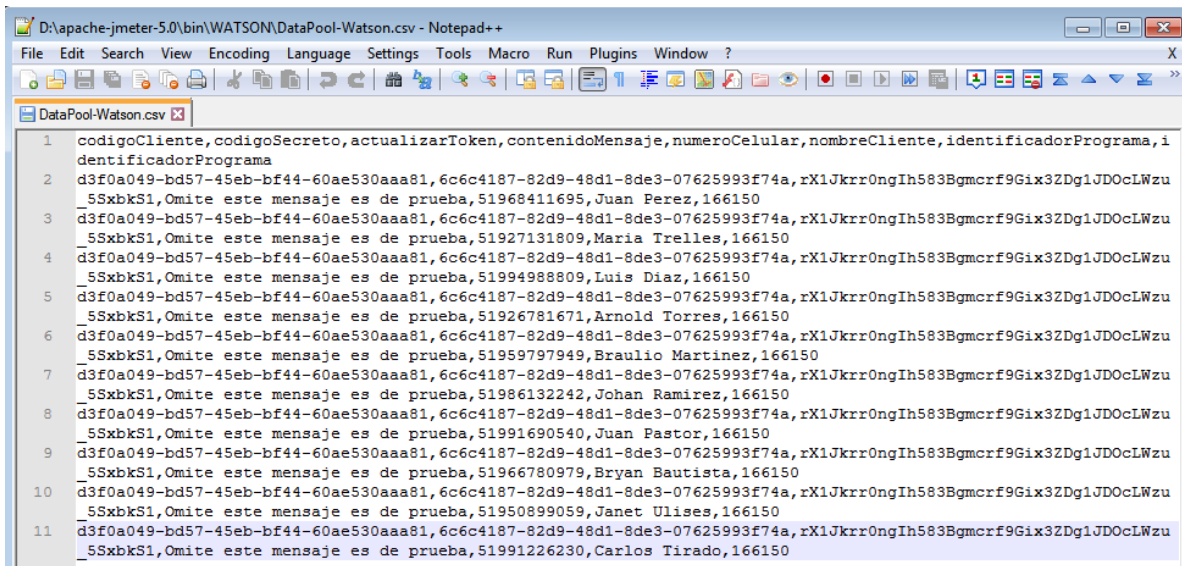 D:\apache-jmeter-5.0\bin\WATSON\DataPool-Watson.csv - Notepad++
File Edit Search View Encoding Language Settings Tools Macro Run Plugins Window ? X
DataPool-Watson.csv
1 codigoCliente,codigoSecreto,actualizarToken,contenidoMensaje,numeroCelular,nombreCliente,identificadorPrograma,i
dentificadorPrograma
2 d3f0a049-bd57-45eb-bf44-60ae530aaa81,6c6c4187-82d9-48d1-8de3-07625993f74a,rX1Jkrr0ngIh583Bgmcrf9Gix3ZDg1JDOcLWzu
_5SxbkS1,Omite este mensaje es de prueba,51968411695,Juan Perez,166150
3 d3f0a049-bd57-45eb-bf44-60ae530aaa81,6c6c4187-82d9-48d1-8de3-07625993f74a,rX1Jkrr0ngIh583Bgmcrf9Gix3ZDg1JDOcLWzu
_5SxbkS1,Omite este mensaje es de prueba,51927131809,Maria Trelles,166150
4 d3f0a049-bd57-45eb-bf44-60ae530aaa81,6c6c4187-82d9-48d1-8de3-07625993f74a,rX1Jkrr0ngIh583Bgmcrf9Gix3ZDg1JDOcLWzu
_5SxbkS1,Omite este mensaje es de prueba,51994988809,Luis Diaz,166150
5 d3f0a049-bd57-45eb-bf44-60ae530aaa81,6c6c4187-82d9-48d1-8de3-07625993f74a,rX1Jkrr0ngIh583Bgmcrf9Gix3ZDg1JDOcLWzu
_5SxbkS1,Omite este mensaje es de prueba,51926781671,Arnold Torres,166150
6 d3f0a049-bd57-45eb-bf44-60ae530aaa81,6c6c4187-82d9-48d1-8de3-07625993f74a,rX1Jkrr0ngIh583Bgmcrf9Gix3ZDg1JDOcLWzu
_5SxbkS1,Omite este mensaje es de prueba,51959797949,Braulio Martinez,166150
7 d3f0a049-bd57-45eb-bf44-60ae530aaa81,6c6c4187-82d9-48d1-8de3-07625993f74a,rX1Jkrr0ngIh583Bgmcrf9Gix3ZDg1JDOcLWzu
_5SxbkS1,Omite este mensaje es de prueba,51986132242,Johan Ramirez,166150
8 d3f0a049-bd57-45eb-bf44-60ae530aaa81,6c6c4187-82d9-48d1-8de3-07625993f74a,rX1Jkrr0ngIh583Bgmcrf9Gix3ZDg1JDOcLWzu
_5SxbkS1,Omite este mensaje es de prueba,51991690540,Juan Pastor,166150
9 d3f0a049-bd57-45eb-bf44-60ae530aaa81,6c6c4187-82d9-48d1-8de3-07625993f74a,rX1Jkrr0ngIh583Bgmcrf9Gix3ZDg1JDOcLWzu
_5SxbkS1,Omite este mensaje es de prueba,51966780979,Bryan Bautista,166150
10 d3f0a049-bd57-45eb-bf44-60ae530aaa81,6c6c4187-82d9-48d1-8de3-07625993f74a,rX1Jkrr0ngIh583Bgmcrf9Gix3ZDg1JDOcLWzu
_5SxbkS1,Omite este mensaje es de prueba,51950899059,Janet Ulises,166150
11 d3f0a049-bd57-45eb-bf44-60ae530aaa81,6c6c4187-82d9-48d1-8de3-07625993f74a,rX1Jkrr0ngIh583Bgmcrf9Gix3ZDg1JDOcLWzu
_5SxbkS1,Omite este mensaje es de prueba,51991226230,Carlos Tirado,166150